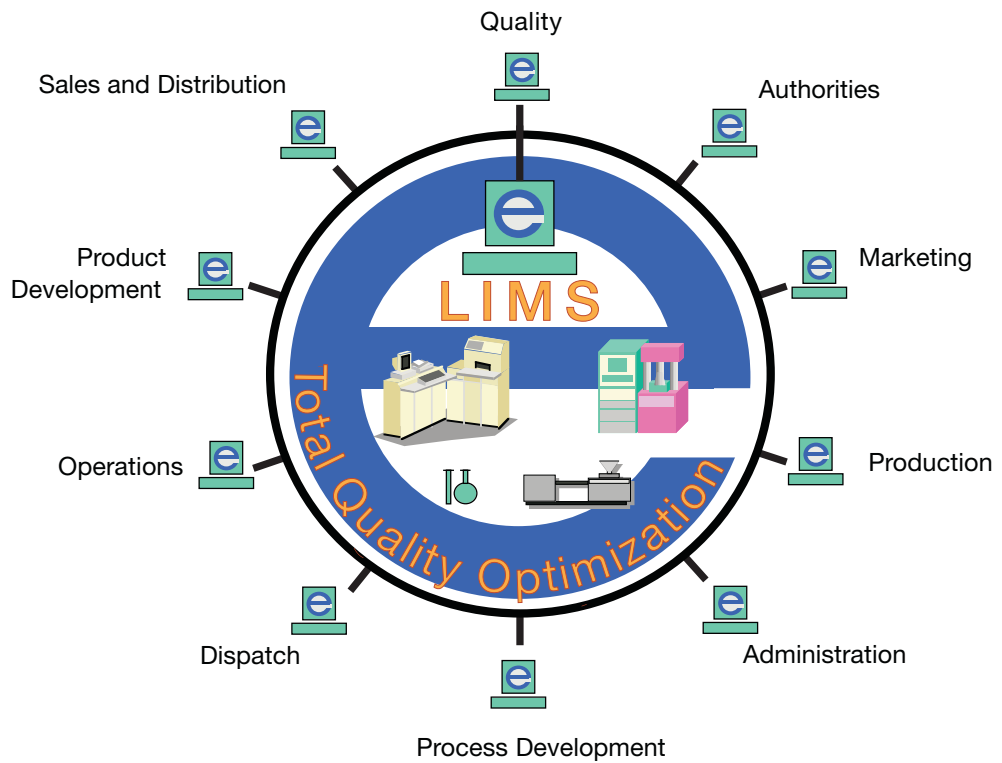 Quality
Sales and Distribution
Authorities
e
e
e
e
LIMS
Product
Development
e
Marketing
e
Total Quality Optimization
Operations
e
Production
e
Dispatch
e
Administration
e
Process Development
e